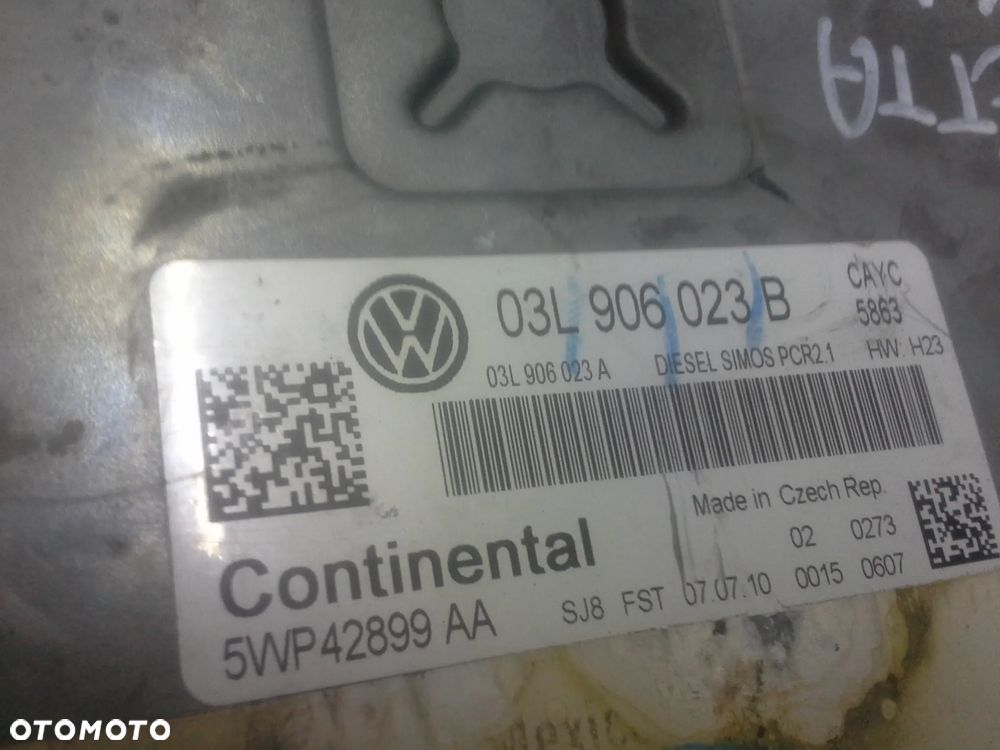 03L 906 023 B
CAYC
5863
03L 906 023 A DIESEL SIMOS PCR2.1 HW: H23
Made in Czech Rep.
02 0273
Continental
SJ8 FST 07.07.10 0015 0607
5WP42899 AA
OTOMOTO